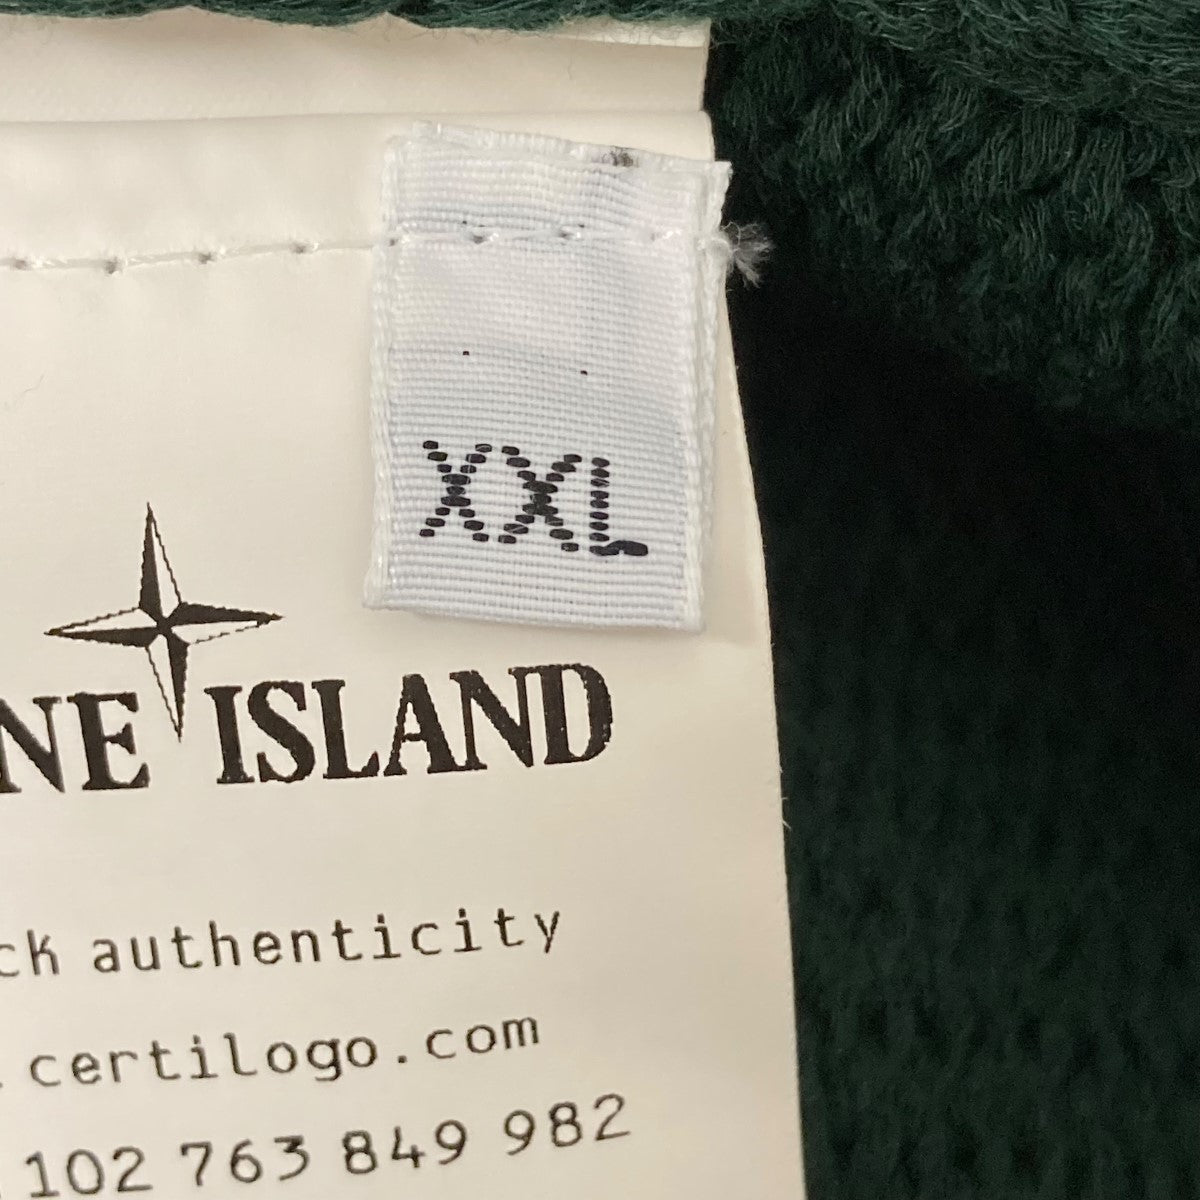 XXL
NE ISLAND
ck authenticity
.certilogo.com
102 763 849 982